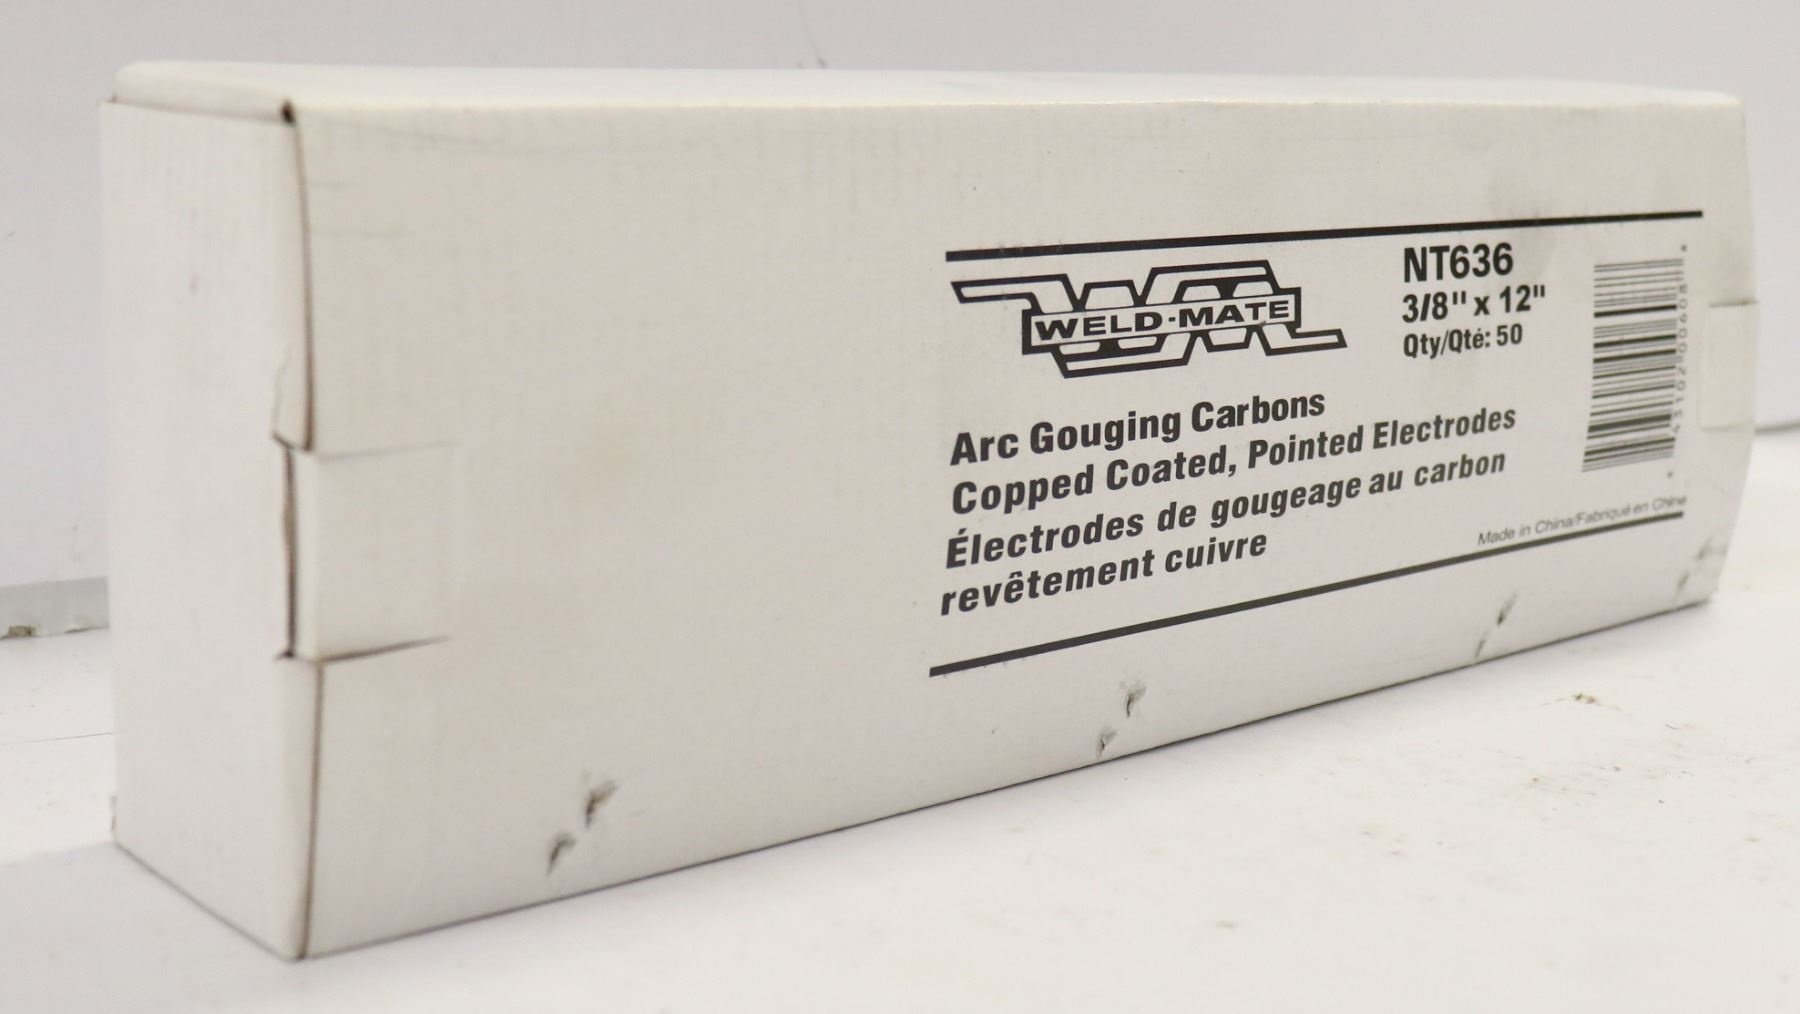 WELD-MATE
NT636
3/8" x 12"
Qty/Qté: 50
Arc Gouging Carbons
Copped Coated, Pointed Electrodes
Électrodes de gougeage au carbon
revêtement cuivre
Made in China/Fabriqué en Chine